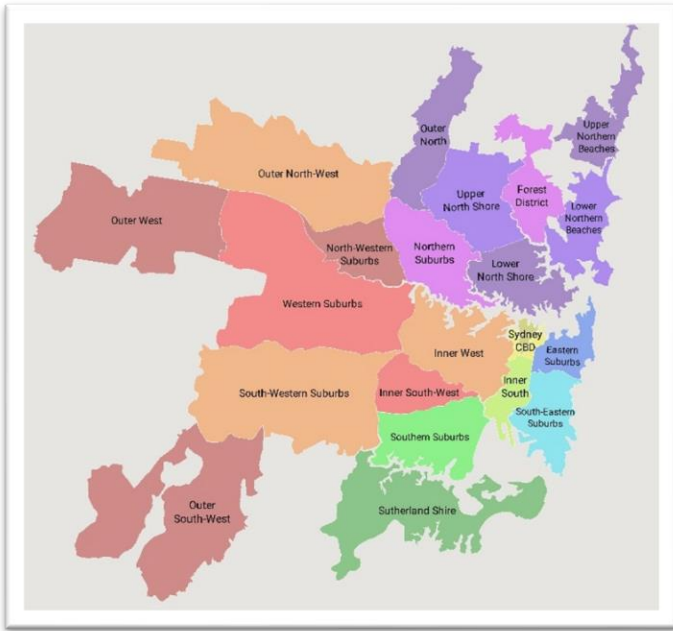 Upper
Northern
Beaches
Outer
North
Outer North-West
Upper
North Shore
Forest
District
Lower
Northern
Beaches
Outer West
North-Western
Suburbs
Northern
Suburbs
Lower
North Shore
Western Suburbs
Sydney
CBD
Inner West
Eastern
Suburbs
South-Western Suburbs
Inner South-West
Inner
South
South-Eastern
Suburbs
Southern Suburbs
Outer
South-West
Sutherland Shire